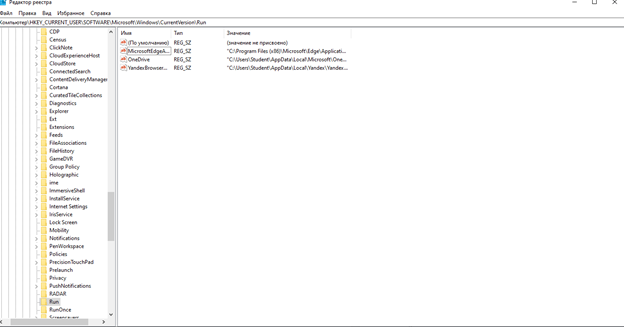 Редактор реестра
Файл Правка Вид Избранное Справка
Компьютер\HKEY_CURRENT_USER\SOFTWARE\Microsoft\Windows\CurrentVersion\Run
CDP
Census
ClickNote
CloudExperienceHost
CloudStore
ConnectedSearch
ContentDeliveryManager
Cortana
CuratedTileCollections
Diagnostics
Explorer
Ext
Extensions
Feeds
FileAssociations
FileHistory
GameDVR
Group Policy
Holographic
ime
ImmersiveShell
InstallService
Internet Settings
IrisService
Lock Screen
Mobility
Notifications
PenWorkspace
Policies
PrecisionTouchPad
Prelaunch
Privacy
PushNotifications
RADAR
Run
RunOnce
Screensavers
Имя Тип Значение
(По умолчанию) REG_SZ (значение не присвоено)
MicrosoftEdgeA... REG_SZ "C:\Program Files (x86)\Microsoft\Edge\Applicati...
OneDrive REG_SZ "C:\Users\Student\AppData\Local\Microsoft\One...
YandexBrowser... REG_SZ "C:\Users\Student\AppData\Local\Yandex\Yandex...